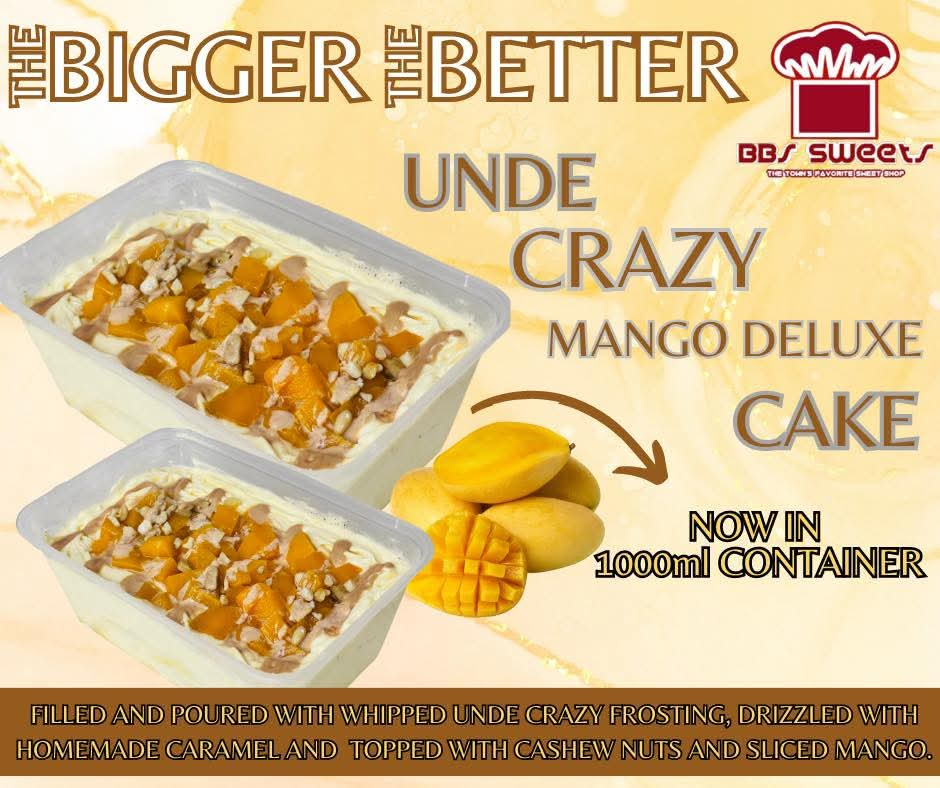 THE BIGGER THE BETTER
BBS SWEETS
THE TOWN'S FAVORITE SWEET SHOP
UNDE
CRAZY
MANGO DELUXE
CAKE
NOW IN
1000ml CONTAINER
FILLED AND POURED WITH WHIPPED UNDE CRAZY FROSTING, DRIZZLED WITH
HOMEMADE CARAMEL AND TOPPED WITH CASHEW NUTS AND SLICED MANGO.